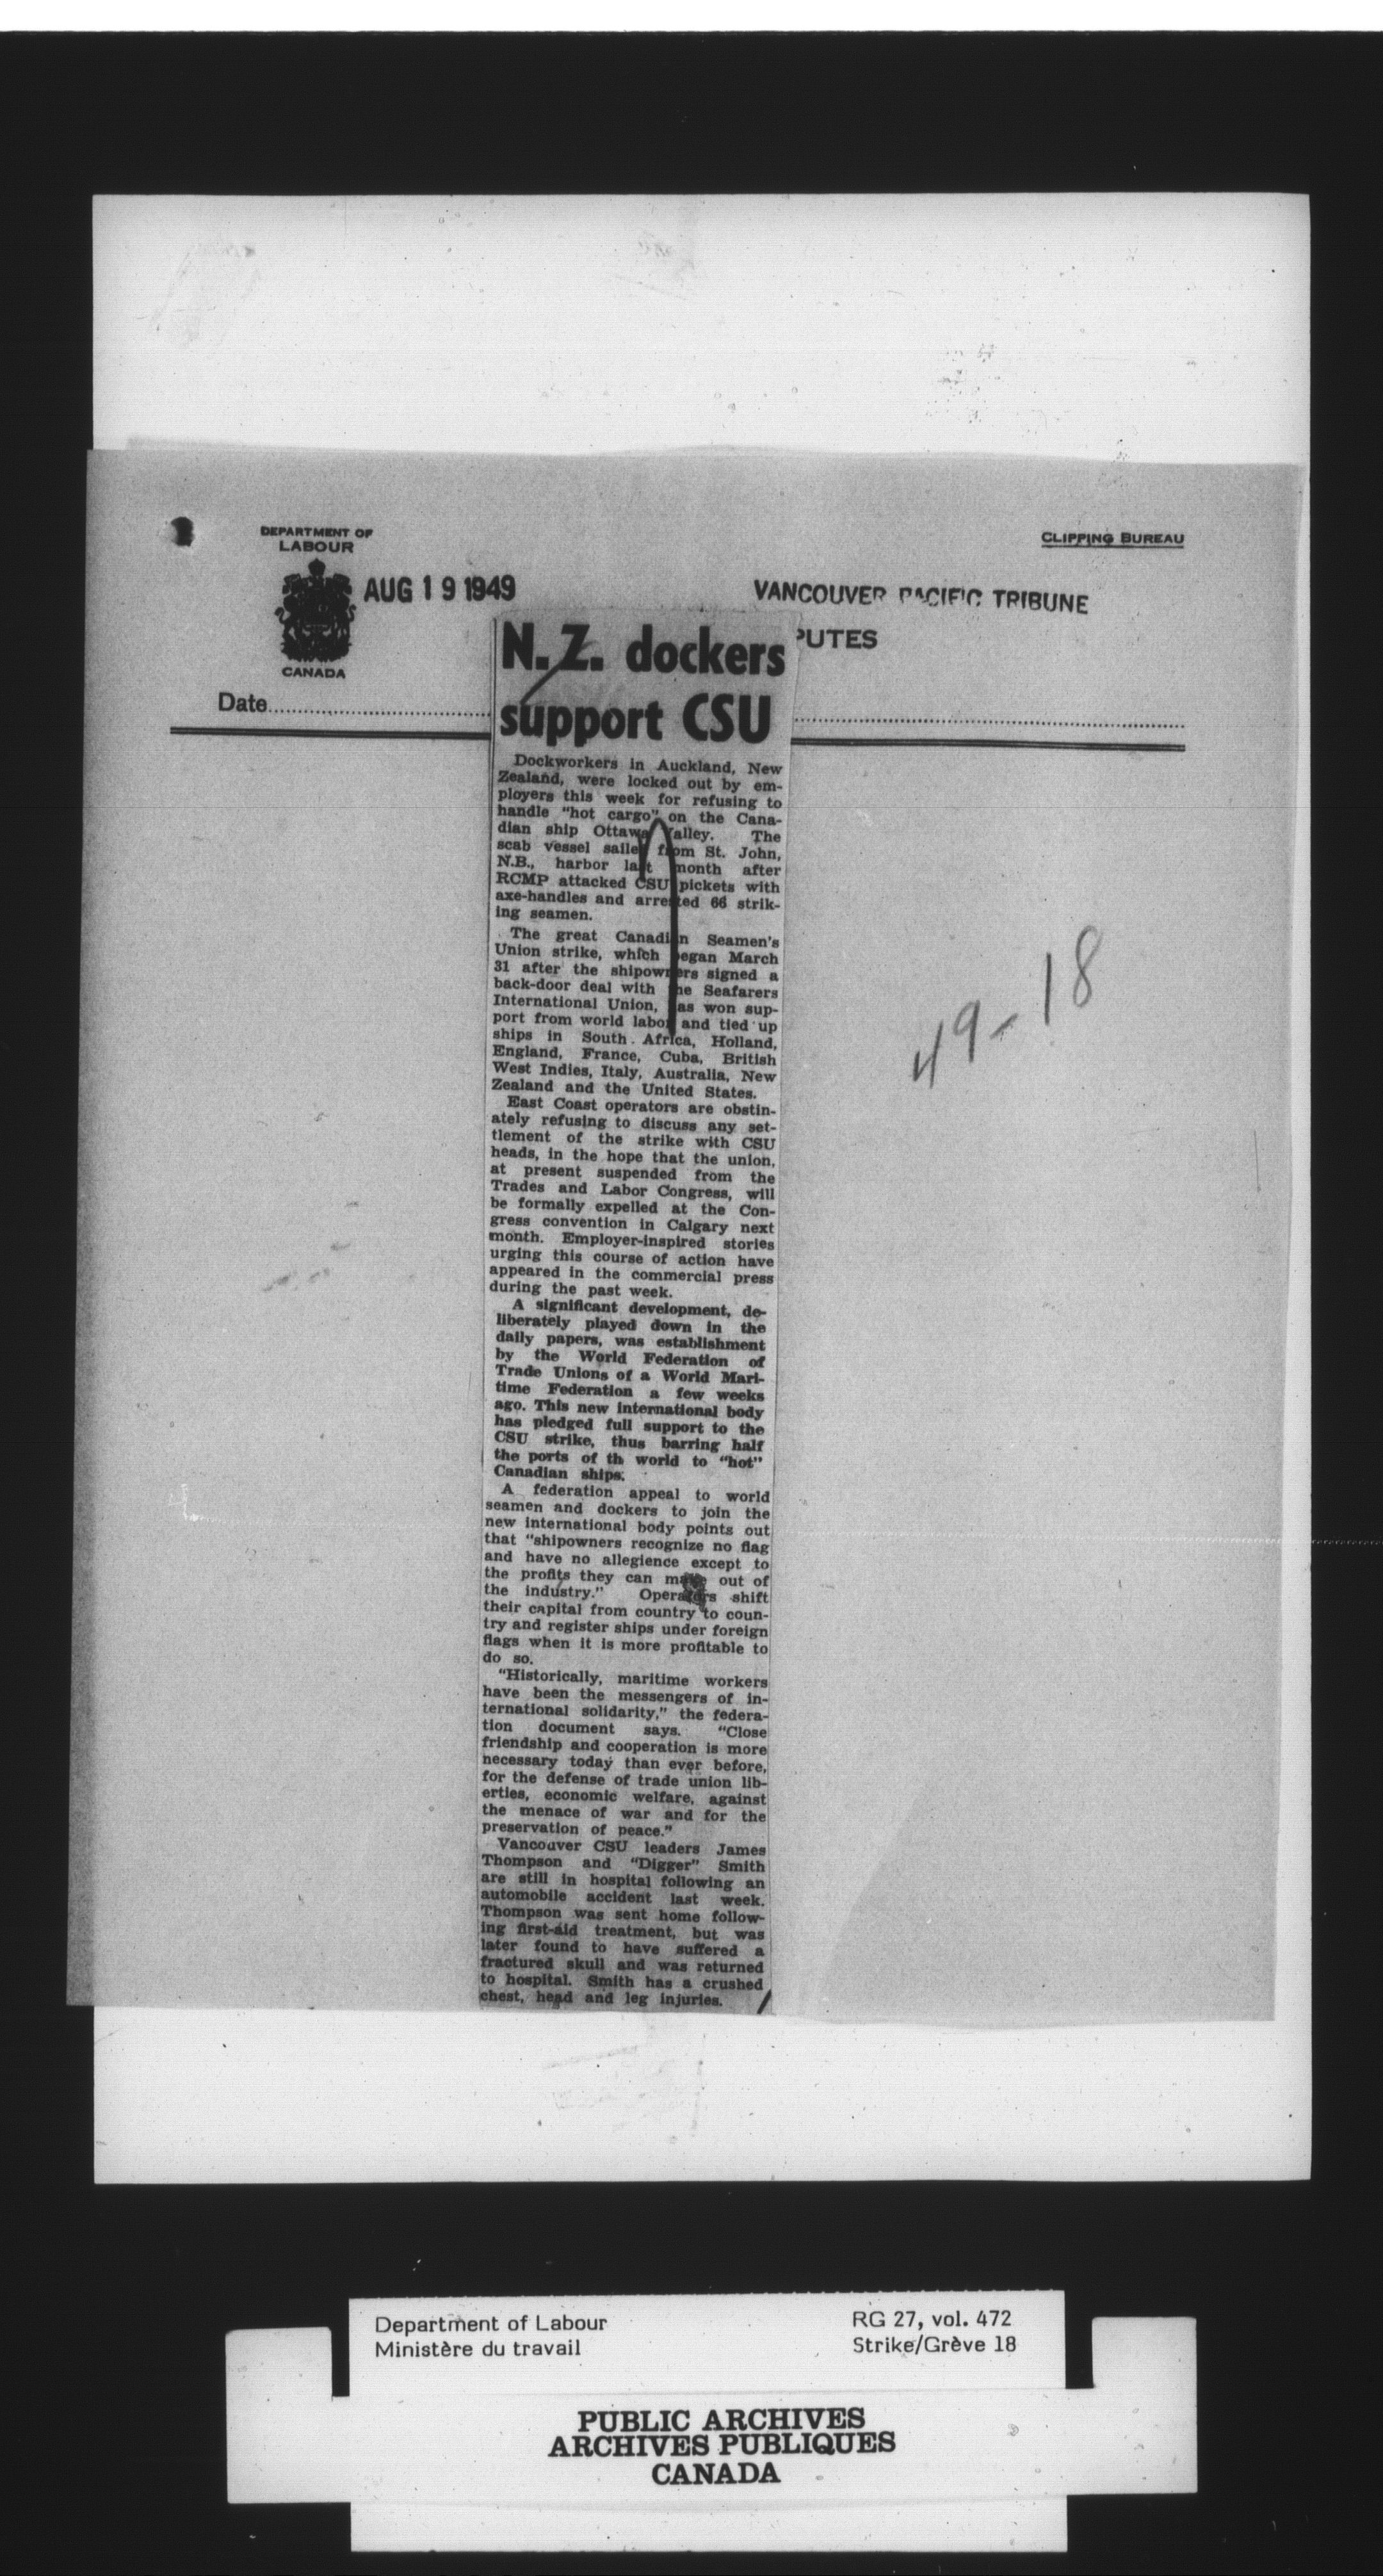 DEPARTMENT OF
LABOUR
CLIPPING BUREAU
AUG 19 1949
VANCOUVER PACIFIC TRIBUNE
PUTES
CANADA
Date
N.Z. dockers
support CSU
Dockworkers in Auckland, New
Zealand, were locked out by em-
ployers this week for refusing to
handle "hot cargo" on the Cana-
dian ship Ottawa Valley. The
scab vessel sailed from St. John,
N.B., harbor last month after
RCMP attacked CSU pickets with
axe-handles and arrested 66 strik-
ing seamen.
The great Canadian Seamen's
Union strike, which began March
31 after the shipowners signed a
back-door deal with the Seafarers
International Union, has won sup-
port from world labor and tied up
ships in South Africa, Holland,
England, France, Cuba, British
West Indies, Italy, Australia, New
Zealand and the United States.
East Coast operators are obstin-
ately refusing to discuss any set-
tlement of the strike with CSU
heads, in the hope that the union,
at present suspended from the
Trades and Labor Congress, will
be formally expelled at the Con-
gress convention in Calgary next
month. Employer-inspired stories
urging this course of action have
appeared in the commercial press
during the past week.
A significant development, de-
liberately played down in the
daily papers, was establishment
by the World Federation of
Trade Unions of a World Mari-
time Federation a few weeks
ago. This new international body
has pledged full support to the
CSU strike, thus barring half
the ports of th world to "hot"
Canadian ships.
A federation appeal to world
seamen and dockers to join the
new international body points out
that "shipowners recognize no flag
and have no allegience except to
the profits they can make out of
the industry." Operators shift
their capital from country to coun-
try and register ships under foreign
flags when it is more profitable to
do so.
"Historically, maritime workers
have been the messengers of in-
ternational solidarity," the federa-
tion document says. "Close
friendship and cooperation is more
necessary today than ever before,
for the defense of trade union lib-
erties, economic welfare, against
the menace of war and for the
preservation of peace."
Vancouver CSU leaders James
Thompson and "Digger" Smith
are still in hospital following an
automobile accident last week.
Thompson was sent home follow-
ing first-aid treatment, but was
later found to have suffered a
fractured skull and was returned
to hospital. Smith has a crushed
chest, head and leg injuries.
49-18
Department of Labour
Ministère du travail
RG 27, vol. 472
Strike/Grève 18
PUBLIC ARCHIVES
ARCHIVES PUBLIQUES
CANADA